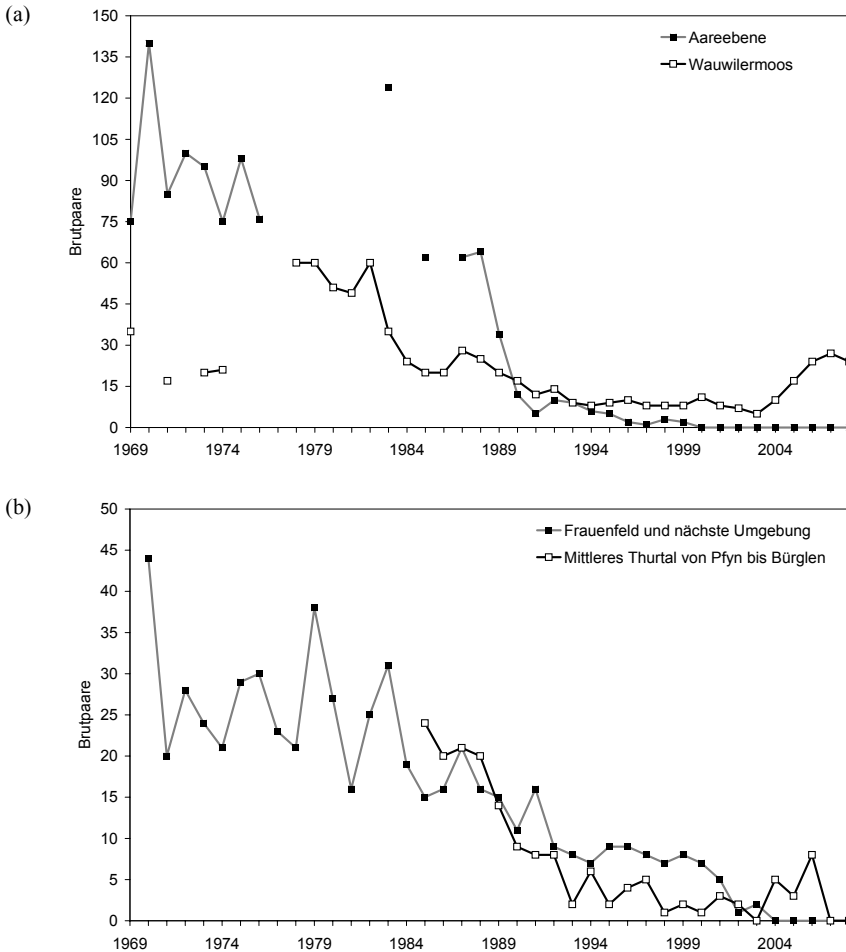 (a)
150
135
120
105
90
75
60
45
30
15
0
Brutpaare
Aareebene
Wauwilermoos
1969 1974 1979 1984 1989 1994 1999 2004
(b)
50
45
40
35
30
25
20
15
10
5
0
Brutpaare
Frauenfeld und nächste Umgebung
Mittleres Thurtal von Pfyn bis Bürglen
1969 1974 1979 1984 1989 1994 1999 2004